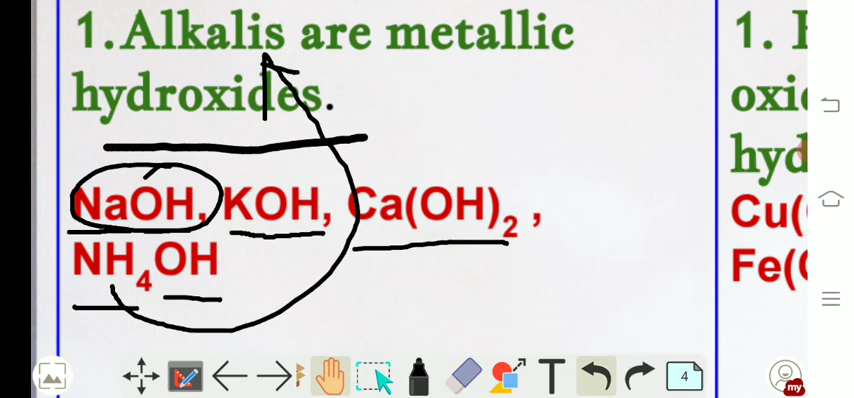 1. Alkalis are metallic
hydroxides.
NaOH, KOH, Ca(OH)₂ ,
NH₄OH
1.
oxi
hyd
Cu(
Fe(
T
4
my